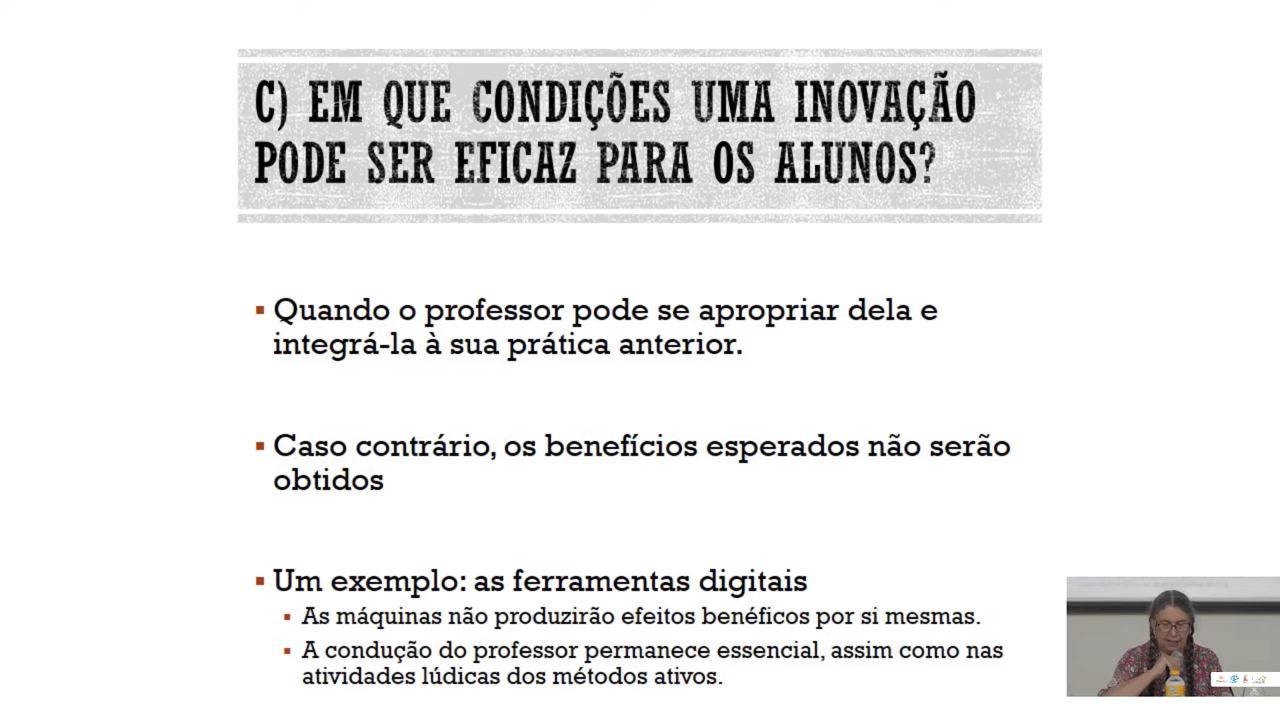 C) EM QUE CONDIÇÕES UMA INOVAÇÃO
PODE SER EFICAZ PARA OS ALUNOS?
Quando o professor pode se apropriar dela e
integrá-la à sua prática anterior.
Caso contrário, os benefícios esperados não serão
obtidos
Um exemplo: as ferramentas digitais
As máquinas não produzirão efeitos benéficos por si mesmas.
A condução do professor permanece essencial, assim como nas
atividades lúdicas dos métodos ativos.